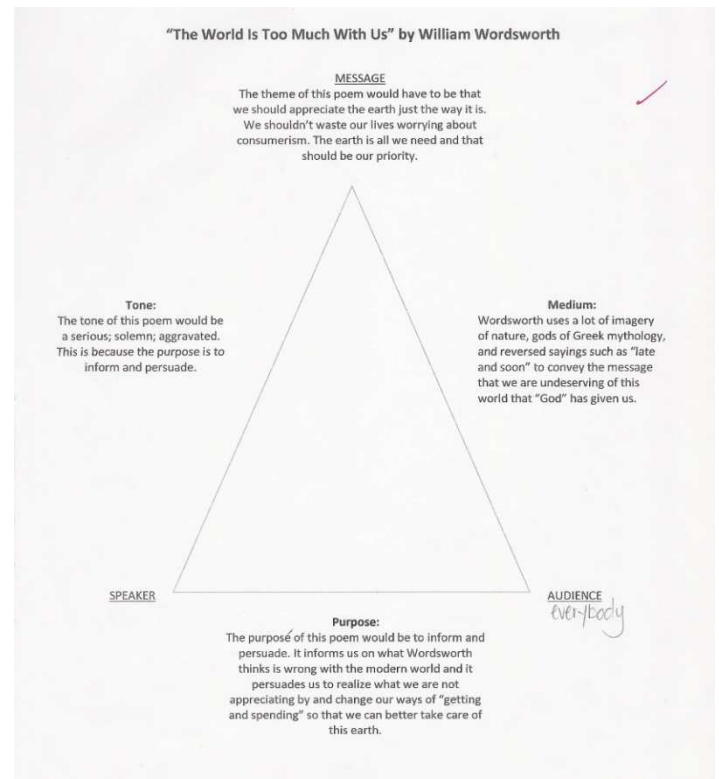 “The World Is Too Much With Us” by William Wordsworth
MESSAGE
The theme of this poem would have to be that
we should appreciate the earth just the way it is.
We shouldn’t waste our lives worrying about
consumerism. The earth is all we need and that
should be our priority.
Tone:
The tone of this poem would be
a serious; solemn; aggravated.
This is because the purpose is to
inform and persuade.
Medium:
Wordsworth uses a lot of imagery
of nature, gods of Greek mythology,
and reversed sayings such as “late
and soon” to convey the message
that we are undeserving of this
world that “God” has given us.
SPEAKER
AUDIENCE
everybody
Purpose:
The purpose of this poem would be to inform and
persuade. It informs us on what Wordsworth
thinks is wrong with the modern world and it
persuades us to realize what we are not
appreciating by and change our ways of “getting
and spending” so that we can better take care of
this earth.